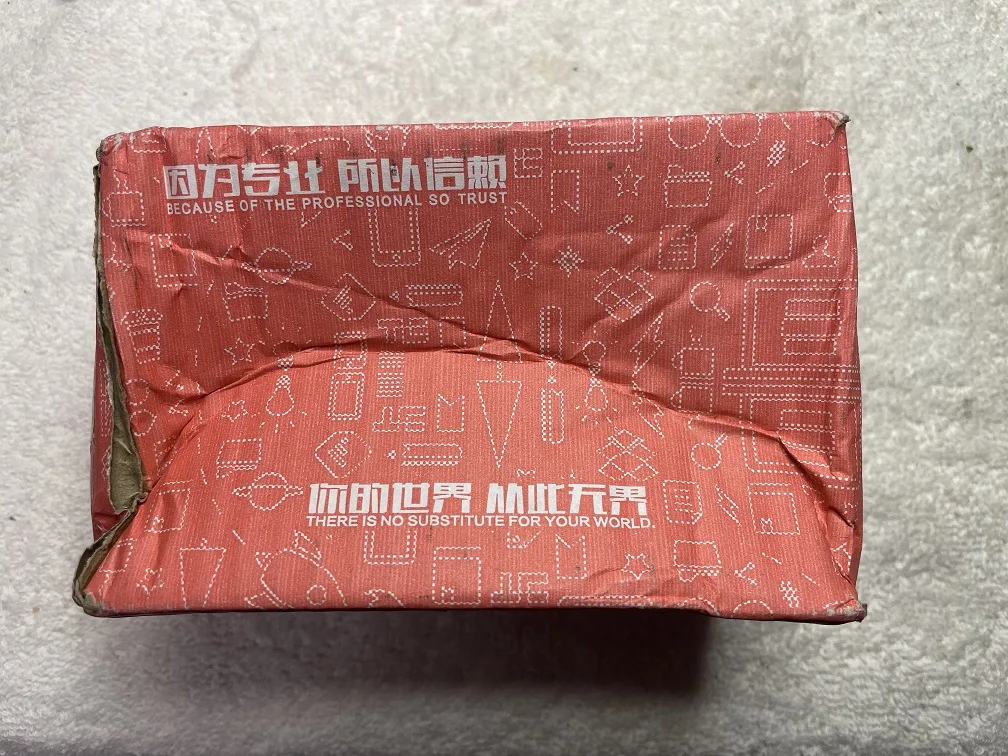 因为专业 所以信赖
BECAUSE OF THE PROFESSIONAL SO TRUST
你的世界 从此无界
THERE IS NO SUBSTITUTE FOR YOUR WORLD.